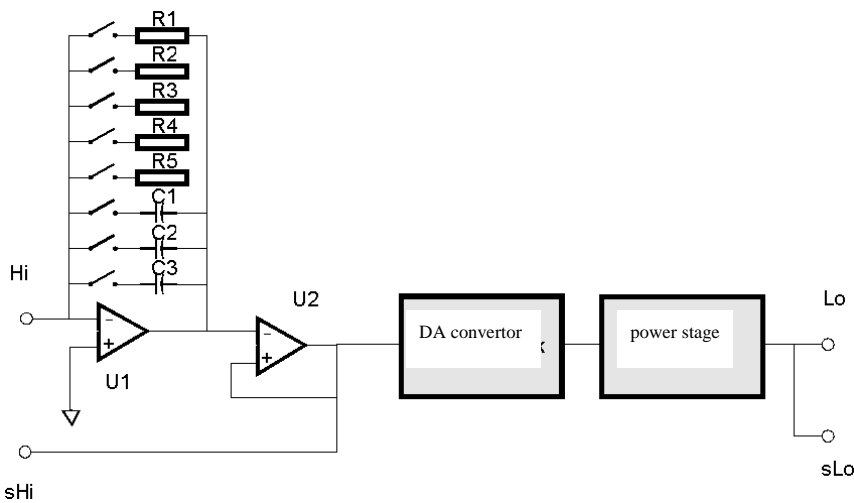 R1
R2
R3
R4
R5
C1
C2
C3
Hi
U2
Lo
DA convertor
power stage
U1
sHi
sLo